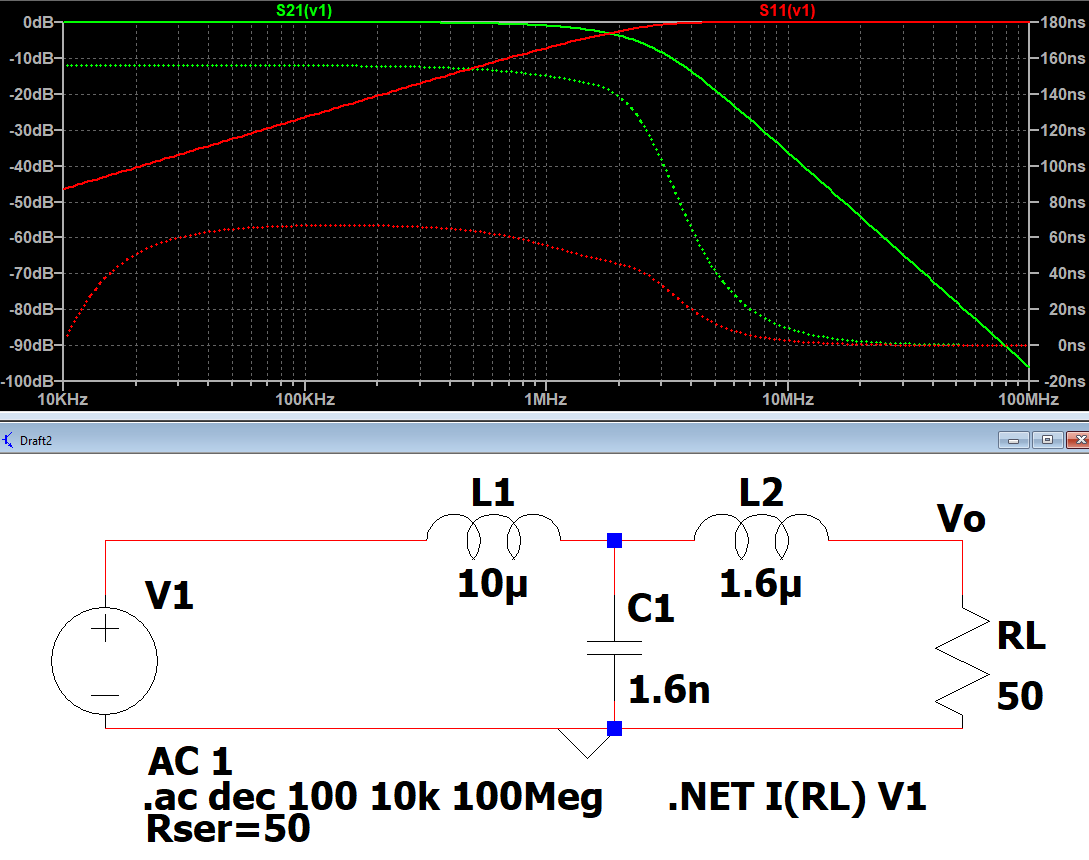 S21(v1) S11(v1)
0dB 180ns
-10dB 160ns
-20dB 140ns
-30dB 120ns
-40dB 100ns
-50dB 80ns
-60dB 60ns
-70dB 40ns
-80dB 20ns
-90dB 0ns
-100dB -20ns
10KHz 100KHz 1MHz 10MHz 100MHz
Draft2
L1 L2
Vo
10µ 1.6µ
V1
C1
RL
1.6n
50
AC 1
.ac dec 100 10k 100Meg .NET I(RL) V1
Rser=50